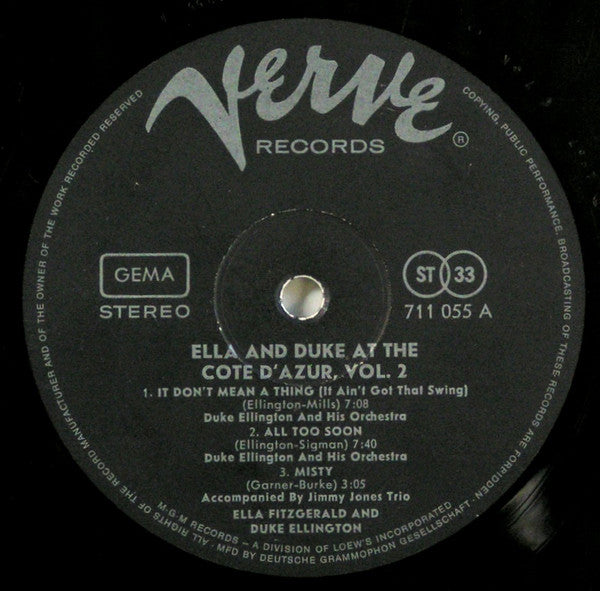 Verve
RECORDS
®
GEMA
STEREO
ST 33
711 055 A
ELLA AND DUKE AT THE
COTE D'AZUR, VOL. 2
1. IT DON'T MEAN A THING (If Ain't Got That Swing)
(Ellington-Mills) 7:08
Duke Ellington And His Orchestra
2. ALL TOO SOON
(Ellington-Sigman) 7:40
Duke Ellington And His Orchestra
3. MISTY
(Garner-Burke) 3:05
Accompanied By Jimmy Jones Trio
ELLA FITZGERALD AND
DUKE ELLINGTON
M-G-M RECORDS – A DIVISION OF LOEW'S INCORPORATED
ALL RIGHTS OF THE RECORD MANUFACTURER AND OF THE OWNER OF THE WORK RECORDED RESERVED
COPYING, PUBLIC PERFORMANCE, BROADCASTING OF THESE RECORDS ARE FORBIDDEN
· MFD BY DEUTSCHE GRAMMOPHON GESELLSCHAFT ·